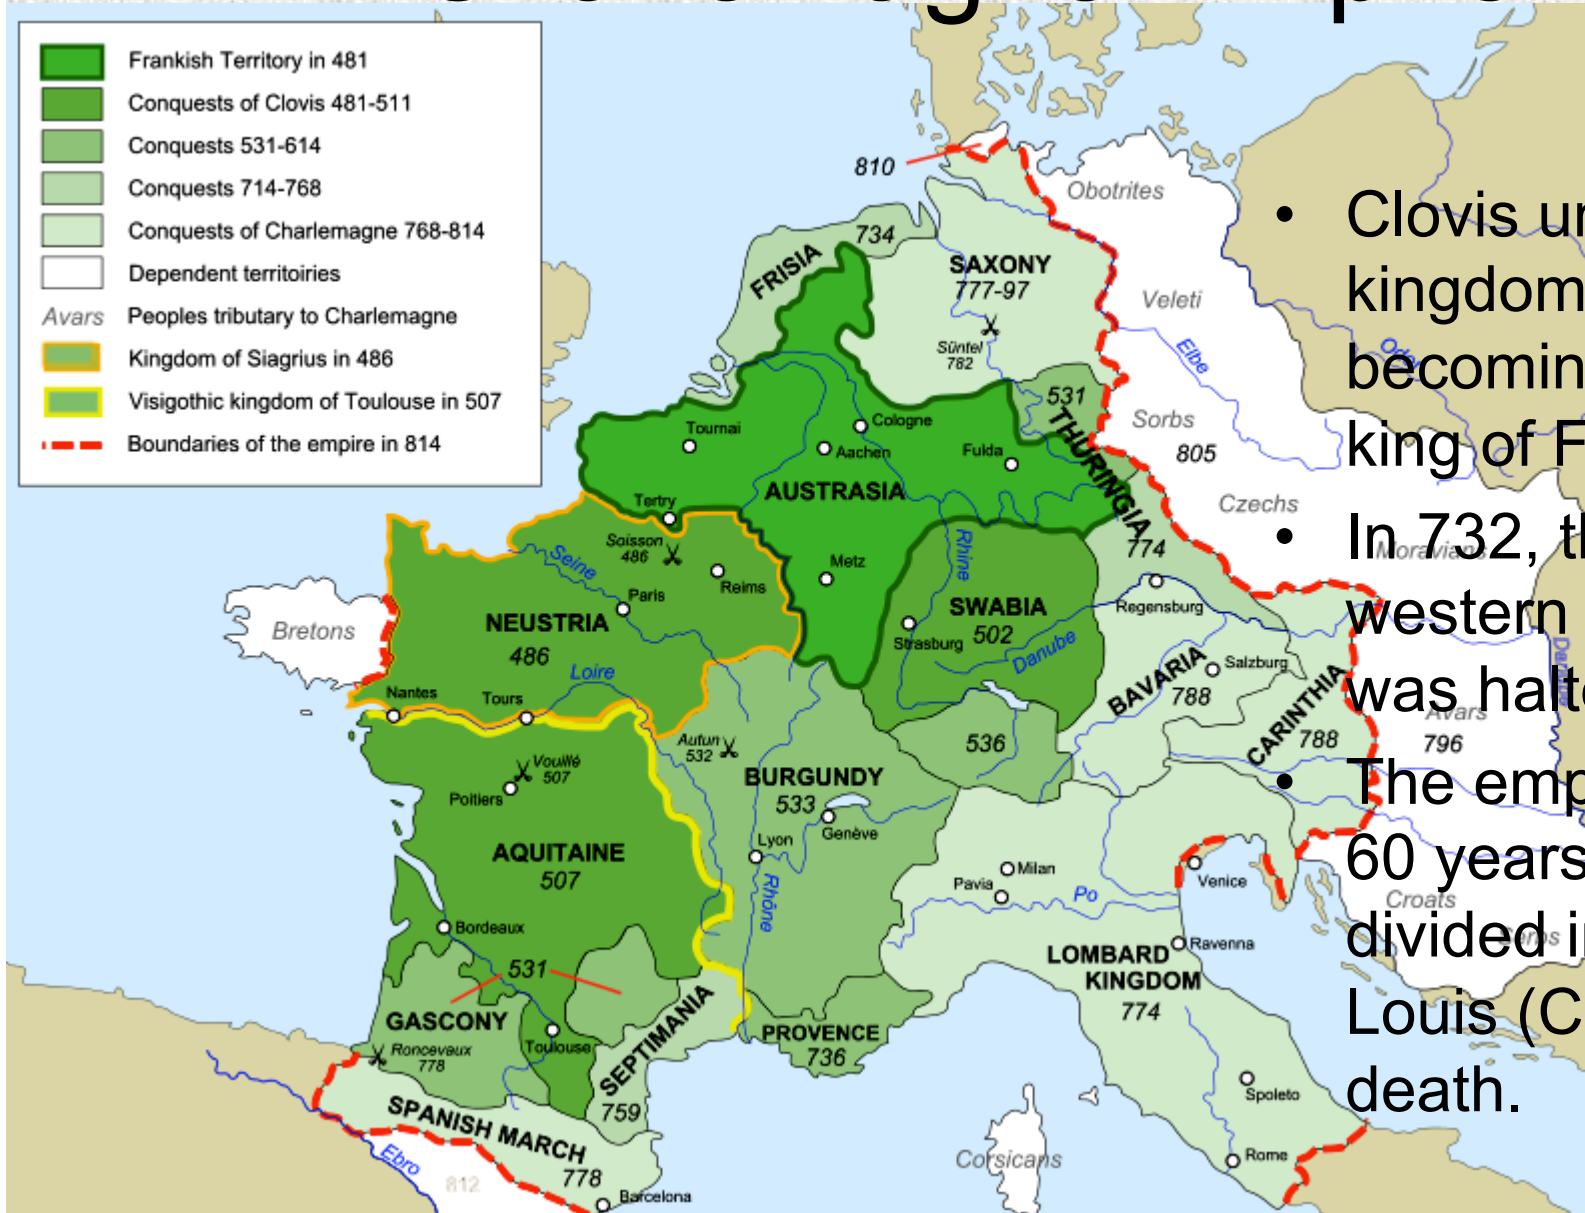 Frankish Territory in 481
Conquests of Clovis 481-511
Conquests 531-614
Conquests 714-768
Conquests of Charlemagne 768-814
Dependent territoiries
Avars Peoples tributary to Charlemagne
Kingdom of Siagrius in 486
Visigothic kingdom of Toulouse in 507
Boundaries of the empire in 814
810
Obotrites
734
FRISIA
SAXONY
777-97
Veleti
Süntel
782
Elbe
Oder
531
THURINGIA
Sorbs
805
Tournai
Cologne
Aachen
Fulda
AUSTRASIA
Czechs
Tertry
Soisson
486
Seine
Reims
Metz
Rhine
774
Moravians
Regensburg
Paris
NEUSTRIA
486
SWABIA
502
Strasburg
Danube
Danube
Bretons
Loire
Nantes
Tours
BAVARIA
788
Salzburg
CARINTHIA
788
Avars
796
Autun
532
536
Vouillé
507
Poitiers
BURGUNDY
533
Genève
Lyon
Rhône
AQUITAINE
507
Milan
Pavia
Po
Venice
Croats
Serbs
Bordeaux
Ravenna
LOMBARD
KINGDOM
774
531
GASCONY
Roncevaux
778
Toulouse
SEPTIMANIA
759
PROVENCE
736
Spoleto
SPANISH MARCH
778
Ebro
812
Barcelona
Corsicans
Rome
• Clovis
kingdom
becomin
king of F
• In 732, t
western
was halt
• The emp
60 years
divided i
Louis (C
death.